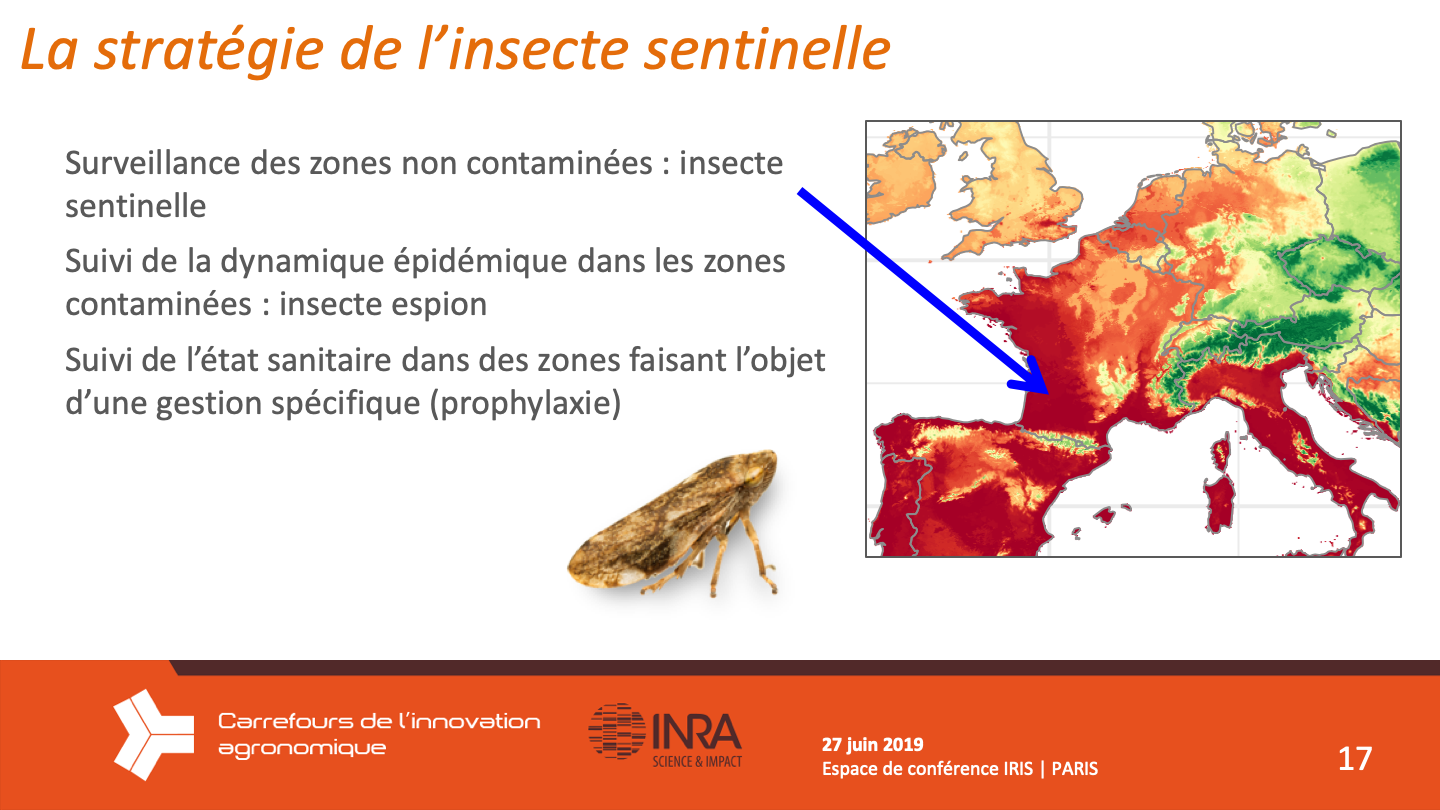 La stratégie de l’insecte sentinelle
Surveillance des zones non contaminées : insecte
sentinelle
Suivi de la dynamique épidémique dans les zones
contaminées : insecte espion
Suivi de l’état sanitaire dans des zones faisant l’objet
d’une gestion spécifique (prophylaxie)
Carrefours de l’innovation
agronomique
INRA
SCIENCE & IMPACT
27 juin 2019
Espace de conférence IRIS | PARIS
17